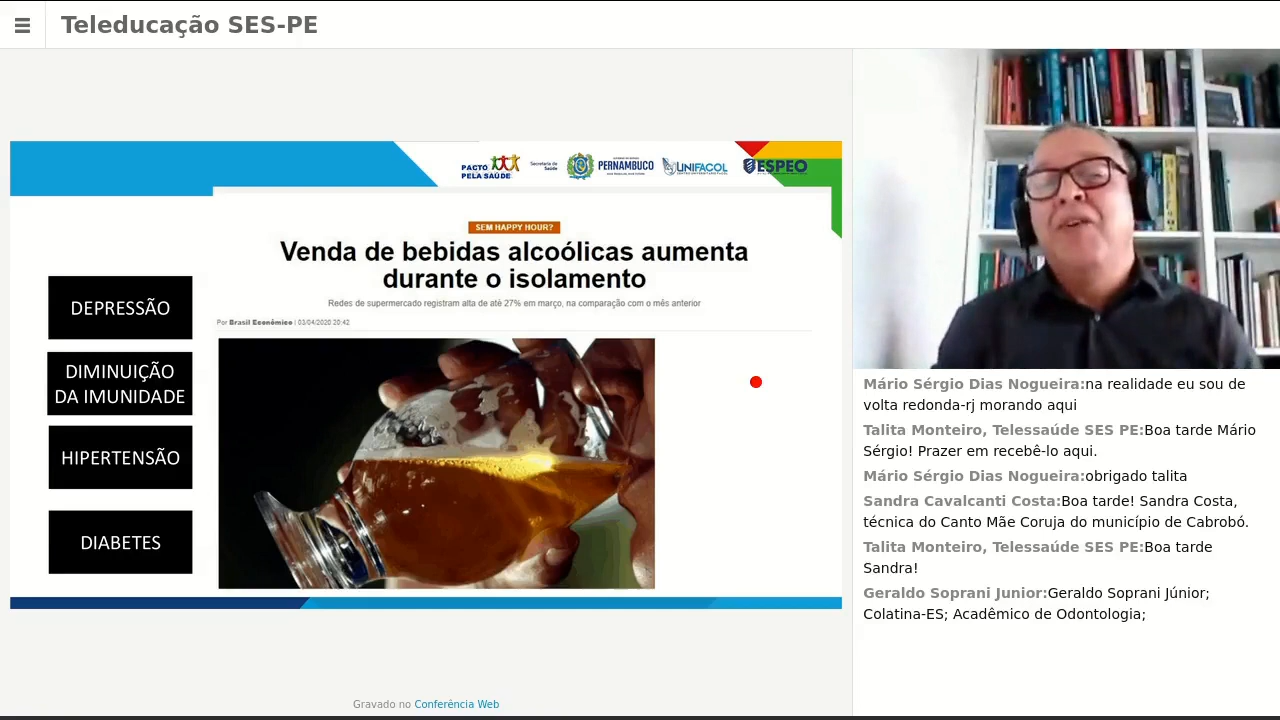 Teleducação SES-PE
PACTO
PELA SAÚDE
Secretaria de
Saúde
PERNAMBUCO
UNIFACOL
ESPEO
SEM HAPPY HOUR?
Venda de bebidas alcoólicas aumenta
durante o isolamento
Redes de supermercado registram alta de até 27% em março, na comparação com o mês anterior
Por Brasil Econômico | 03/04/2020 20:42
DEPRESSÃO
DIMINUIÇÃO
DA IMUNIDADE
HIPERTENSÃO
DIABETES
Mário Sérgio Dias Nogueira:na realidade eu sou de
volta redonda-rj morando aqui
Talita Monteiro, Telessaúde SES PE:Boa tarde Mário
Sérgio! Prazer em recebê-lo aqui.
Mário Sérgio Dias Nogueira:obrigado talita
Sandra Cavalcanti Costa:Boa tarde! Sandra Costa,
técnica do Canto Mãe Coruja do município de Cabrobó.
Talita Monteiro, Telessaúde SES PE:Boa tarde
Sandra!
Geraldo Soprani Junior:Geraldo Soprani Júnior;
Colatina-ES; Acadêmico de Odontologia;
Gravado no Conferência Web